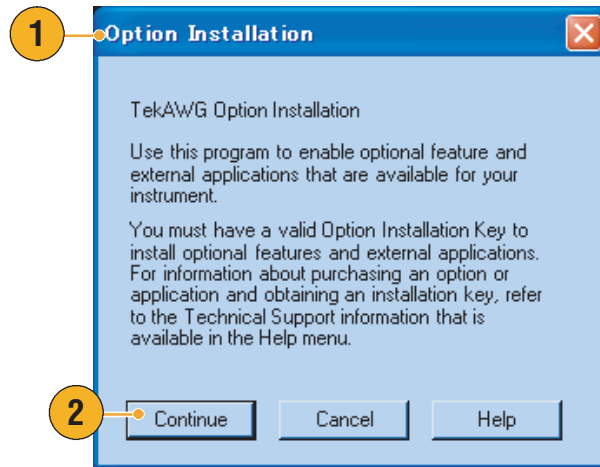 1
Option Installation
TekAWG Option Installation
Use this program to enable optional feature and
external applications that are available for your
instrument.
You must have a valid Option Installation Key to
install optional features and external applications.
For information about purchasing an option or
application and obtaining an installation key, refer
to the Technical Support information that is
available in the Help menu.
2
Continue Cancel Help